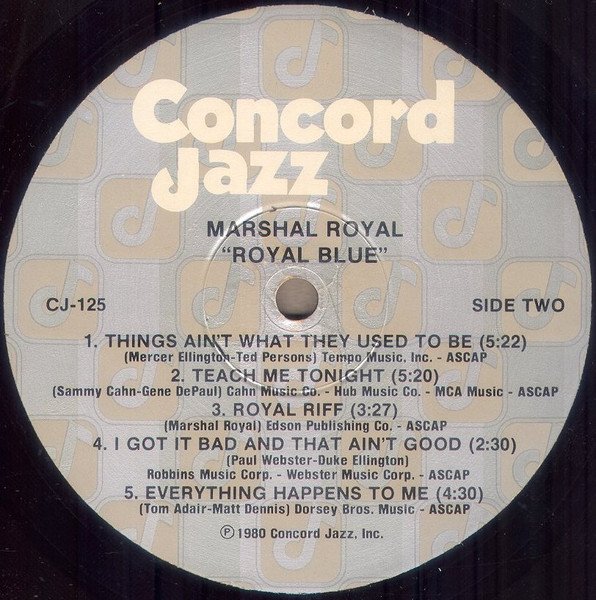 Concord
Jazz
MARSHAL ROYAL
"ROYAL BLUE"
CJ-125 SIDE TWO
1. THINGS AIN'T WHAT THEY USED TO BE (5:22)
(Mercer Ellington-Ted Persons) Tempo Music. Inc. - ASCAP
2. TEACH ME TONIGHT (5:20)
(Sammy Cahn-Gene DePaul) Cahn Music Co. - Hub Music Co. - MCA Music - ASCAP
3. ROYAL RIFF (3:27)
(Marshal Royal) Edson Publishing Co. - ASCAP
4. I GOT IT BAD AND THAT AIN'T GOOD (2:30)
(Paul Webster-Duke Ellington)
Robbins Music Corp. - Webster Music Corp. - ASCAP
5. EVERYTHING HAPPENS TO ME (4:30)
(Tom Adair-Matt Dennis) Dorsey Bros. Music - ASCAP
℗ 1980 Concord Jazz, Inc.